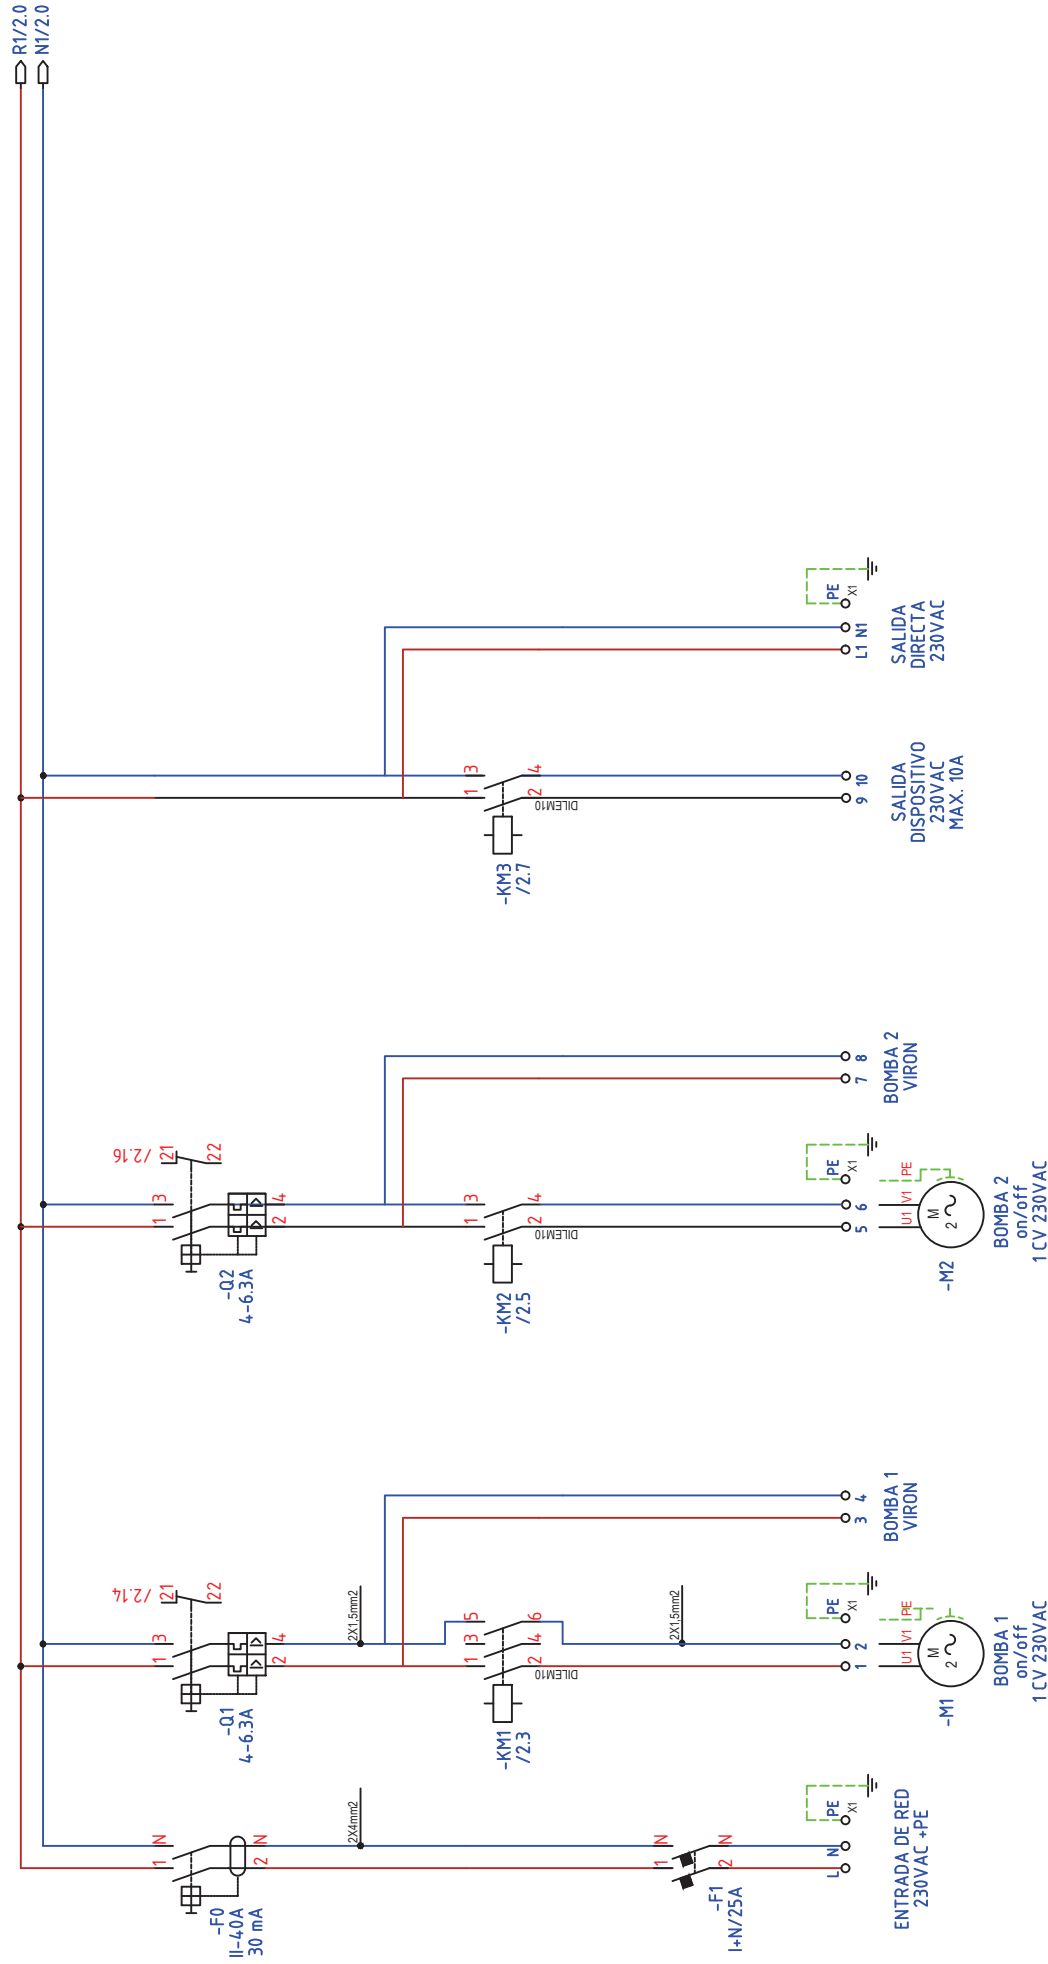 -F0
II-40A
30 mA
1
N
2
N
2X4mm2
-F1
I+N/25A
1
N
2
N
L
N
PE
X1
ENTRADA DE RED
230VAC +PE
-Q1
4-6.3A
1
3
21
22
/2.14
2
4
2X1,5mm2
-KM1
/2.3
1
3
5
2
4
6
DILEM10
2X1,5mm2
1
2
PE
X1
U1
V1
PE
M
2
-M1
BOMBA 1
on/off
1 CV 230VAC
3
4
BOMBA 1
VIRON
-Q2
4-6.3A
1
3
21
22
/2.16
2
4
-KM2
/2.5
1
3
2
4
DILEM10
5
6
PE
X1
U1
V1
PE
M
2
-M2
BOMBA 2
on/off
1 CV 230VAC
7
8
BOMBA 2
VIRON
-KM3
/2.7
1
3
2
4
DILEM10
9
10
SALIDA
DISPOSITIVO
230VAC
MAX. 10A
L1
N1
PE
X1
SALIDA
DIRECTA
230VAC
R1/2.0
N1/2.0